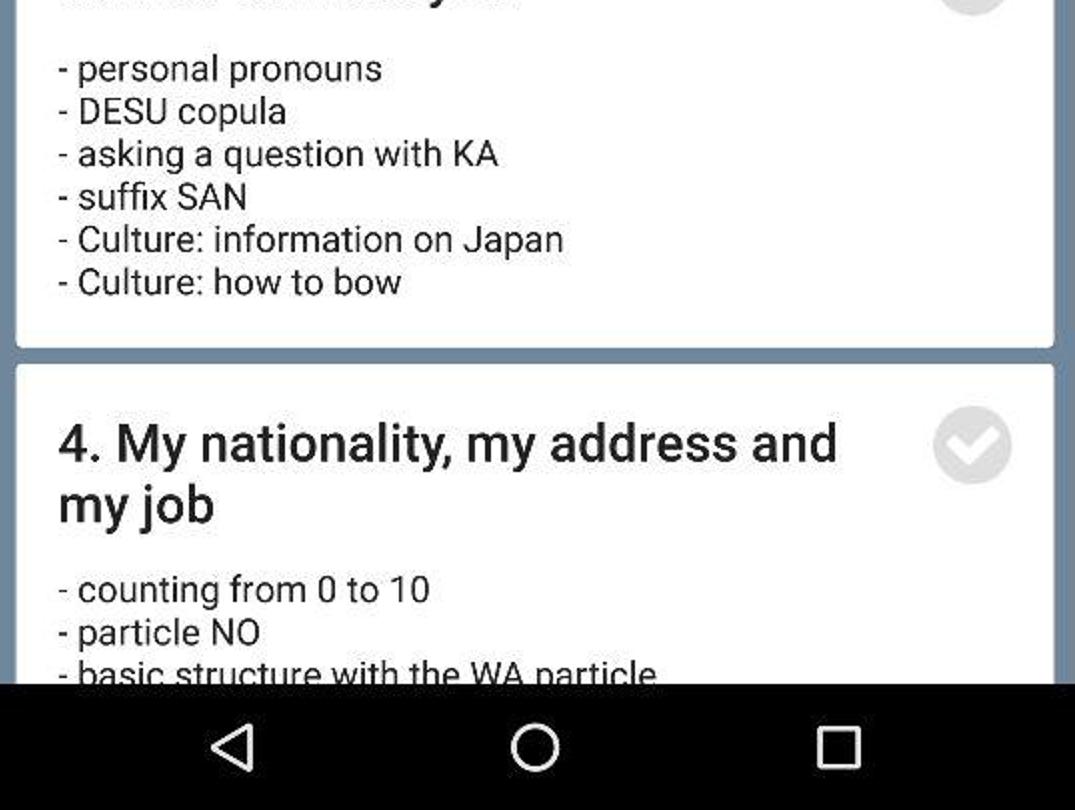 - personal pronouns
- DESU copula
- asking a question with KA
- suffix SAN
- Culture: information on Japan
- Culture: how to bow
4. My nationality, my address and
my job
- counting from 0 to 10
- particle NO
- basic structure with the WA particle